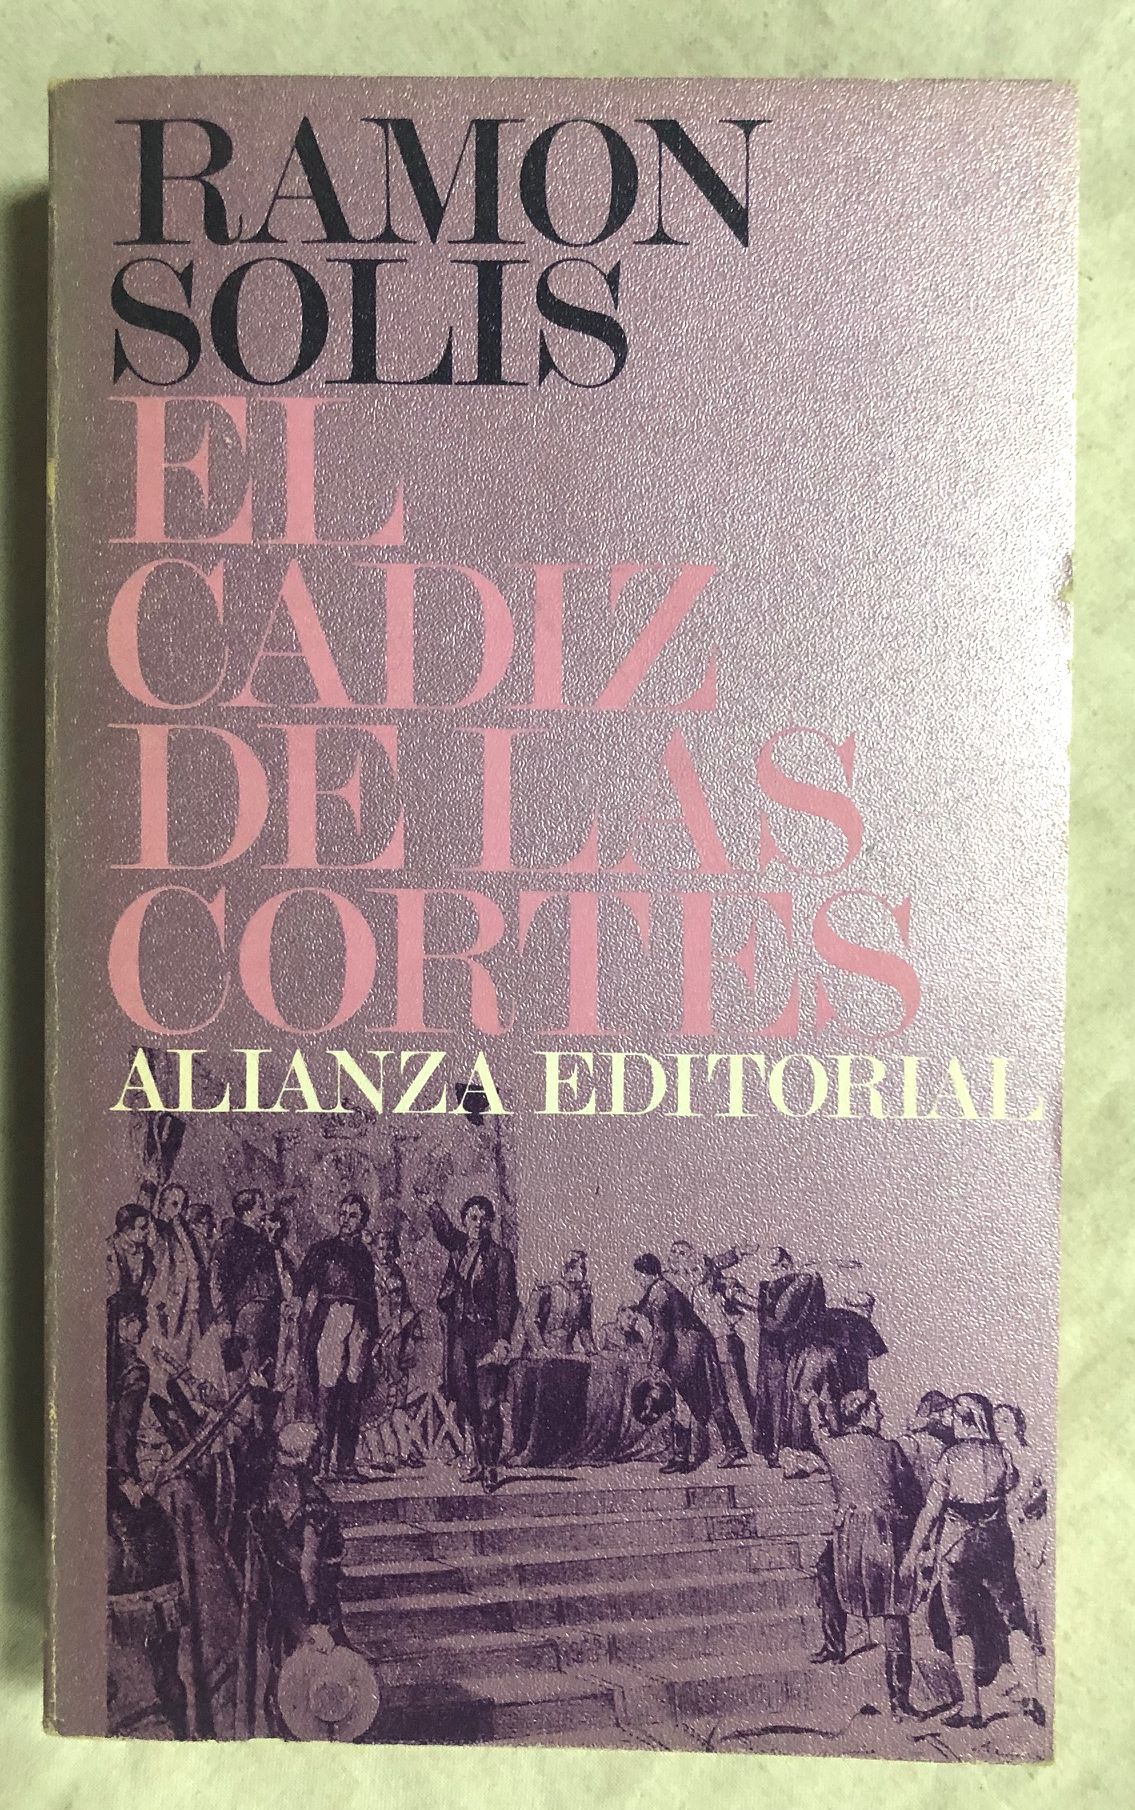 RAMON
SOLIS
EL
CADIZ
DE LAS
CORTES
ALIANZA EDITORIAL